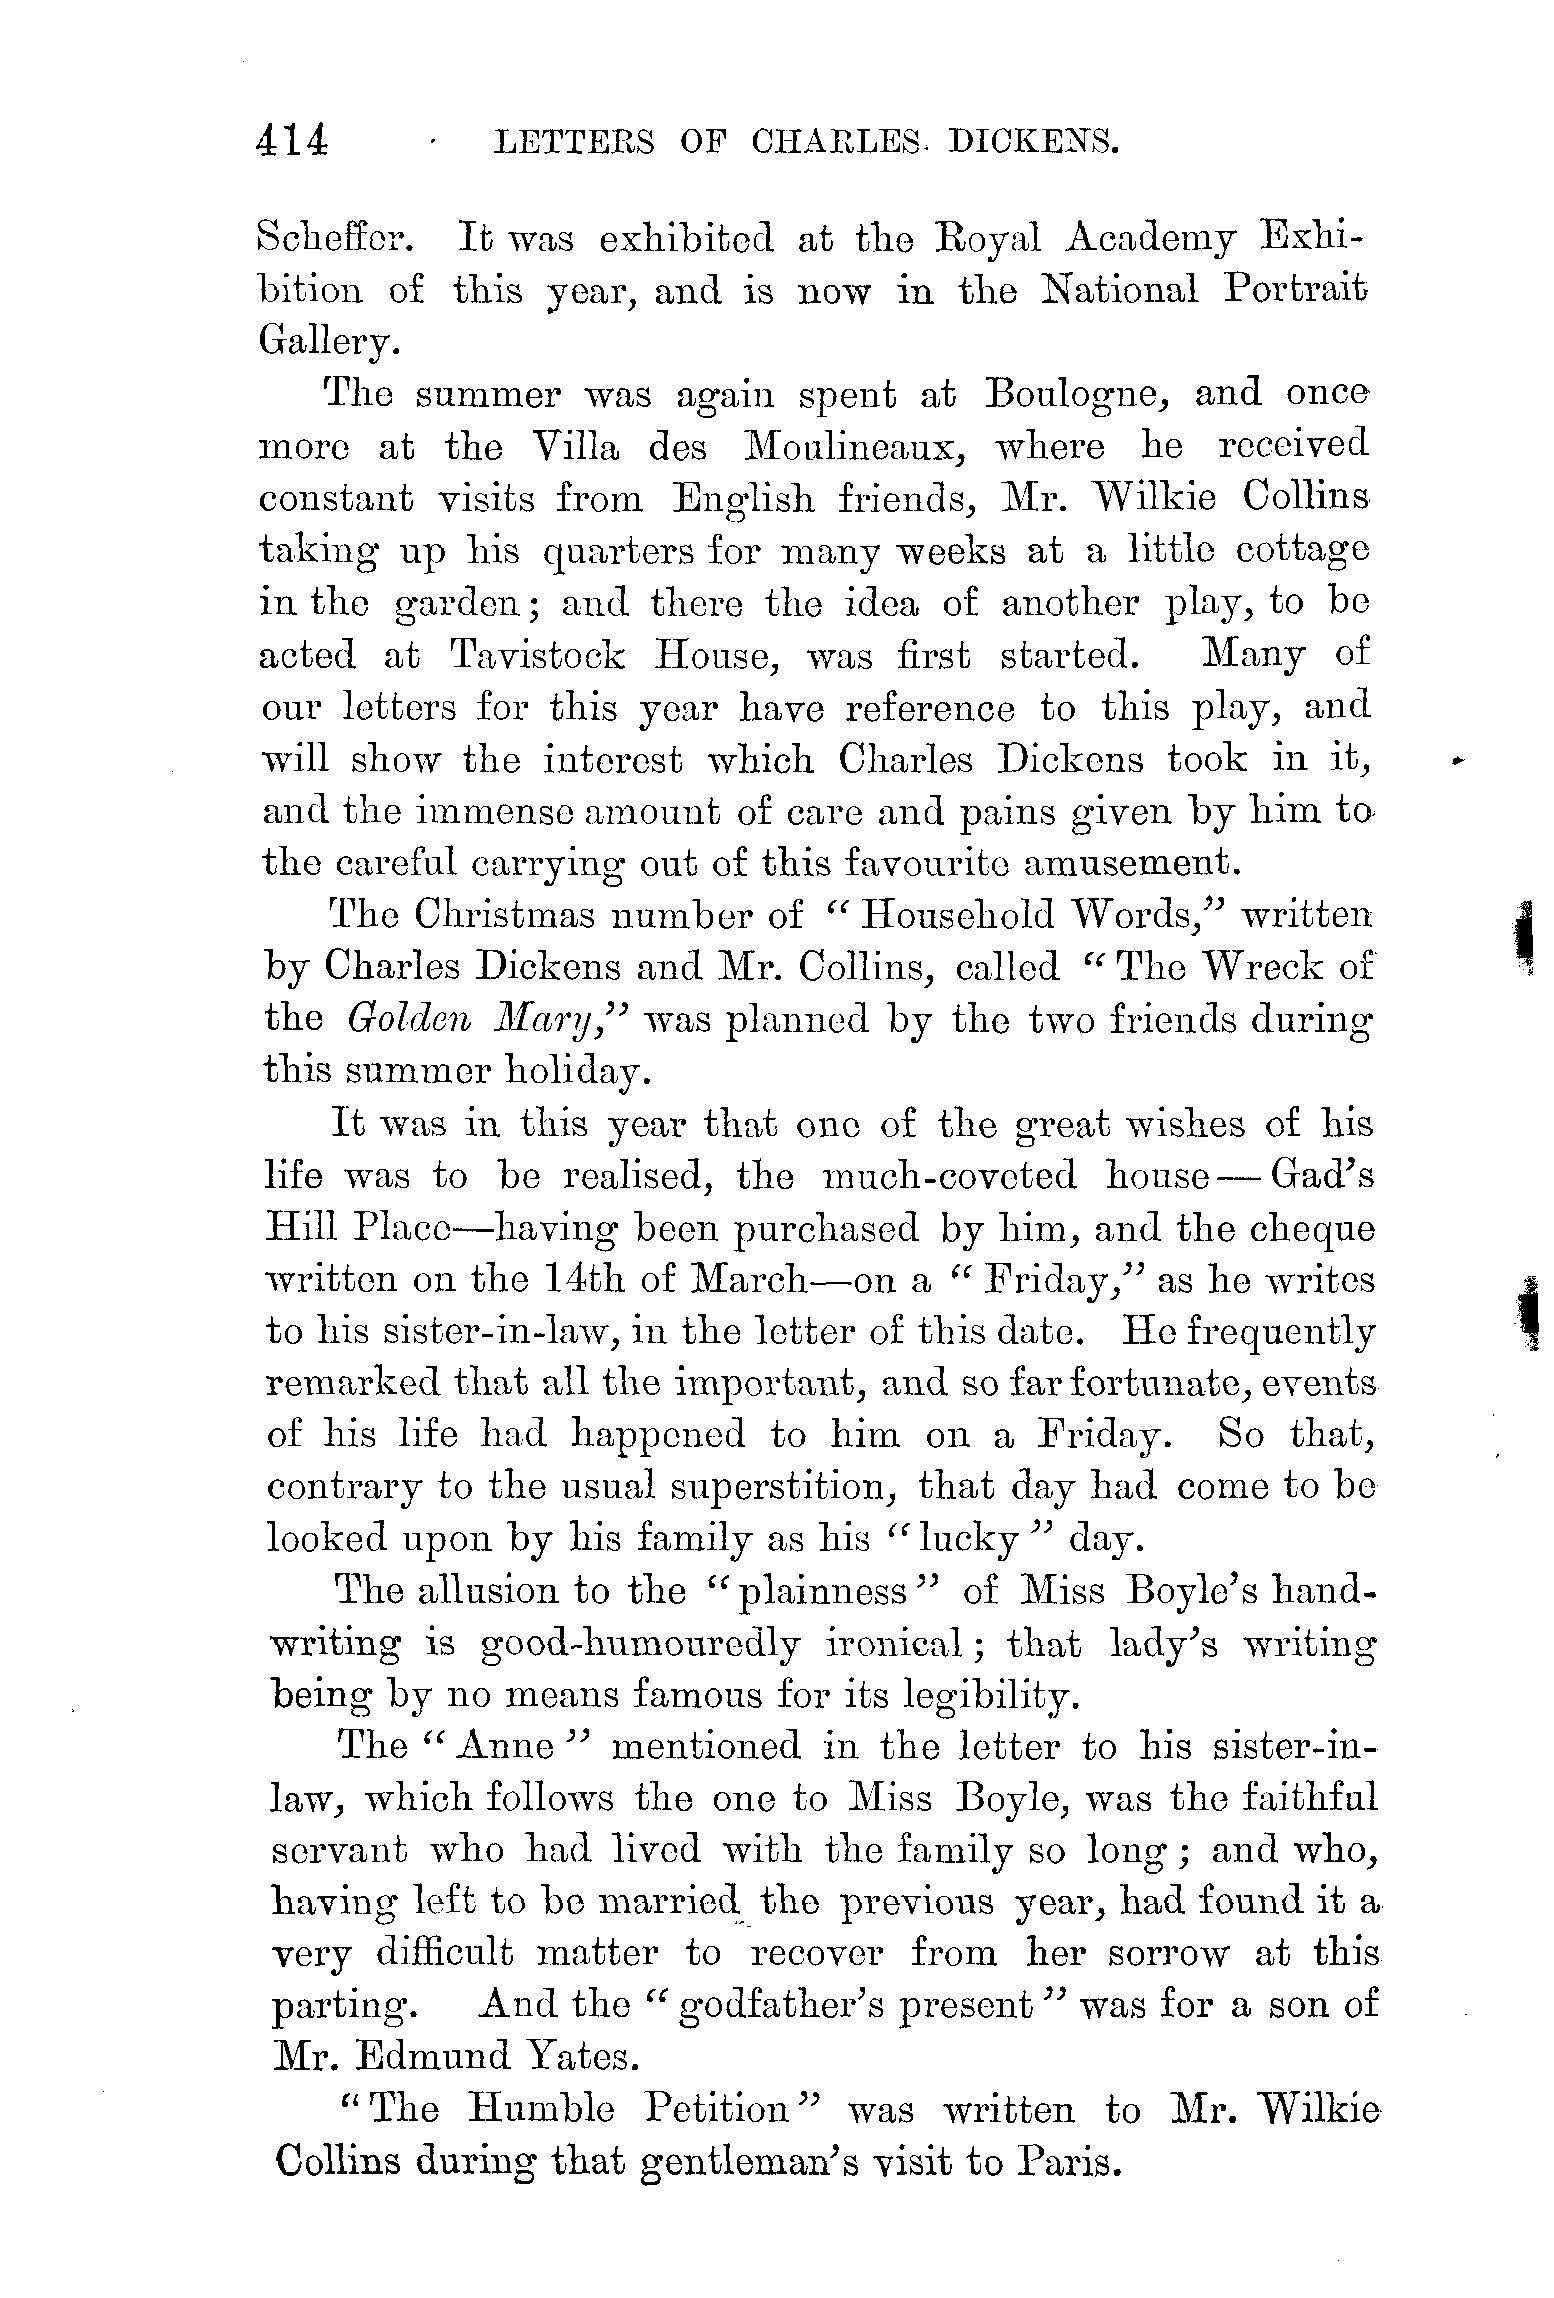 414 LETTERS OF CHARLES DICKENS.
Scheffer. It was exhibited at the Royal Academy Exhi-
bition of this year, and is now in the National Portrait
Gallery.
The summer was again spent at Boulogne, and once
more at the Villa des Moulineaux, where he received
constant visits from English friends, Mr. Wilkie Collins
taking up his quarters for many weeks at a little cottage
in the garden; and there the idea of another play, to be
acted at Tavistock House, was first started. Many of
our letters for this year have reference to this play, and
will show the interest which Charles Dickens took in it,
and the immense amount of care and pains given by him to
the careful carrying out of this favourite amusement.
The Christmas number of “Household Words,” written
by Charles Dickens and Mr. Collins, called “The Wreck of
the Golden Mary,” was planned by the two friends during
this summer holiday.
It was in this year that one of the great wishes of his
life was to be realised, the much-coveted house—Gad's
Hill Place—having been purchased by him, and the cheque
written on the 14th of March—on a “Friday,” as he writes
to his sister-in-law, in the letter of this date. He frequently
remarked that all the important, and so far fortunate, events
of his life had happened to him on a Friday. So that,
contrary to the usual superstition, that day had come to be
looked upon by his family as his “lucky” day.
The allusion to the “plainness” of Miss Boyle's hand-
writing is good-humouredly ironical; that lady's writing
being by no means famous for its legibility.
The “Anne” mentioned in the letter to his sister-in-
law, which follows the one to Miss Boyle, was the faithful
servant who had lived with the family so long; and who,
having left to be married the previous year, had found it a
very difficult matter to recover from her sorrow at this
parting. And the “godfather's present” was for a son of
Mr. Edmund Yates.
“The Humble Petition” was written to Mr. Wilkie
Collins during that gentleman's visit to Paris.